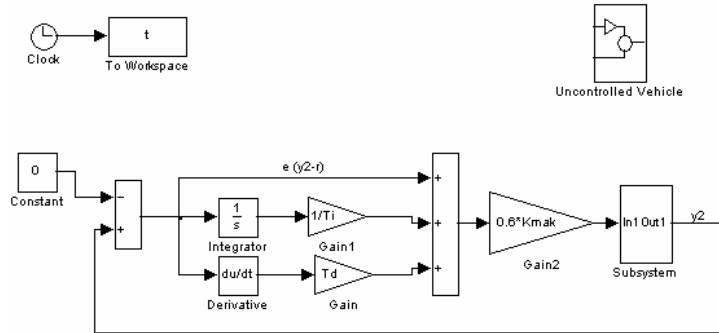 t
Clock
To Workspace
Uncontrolled Vehicle
0
Constant
−
+
e (y2-r)
1
s
Integrator
1/Ti
Gain1
du/dt
Derivative
Td
Gain
+
+
+
0.6*Kmak
Gain2
In1 Out1
Subsystem
y2